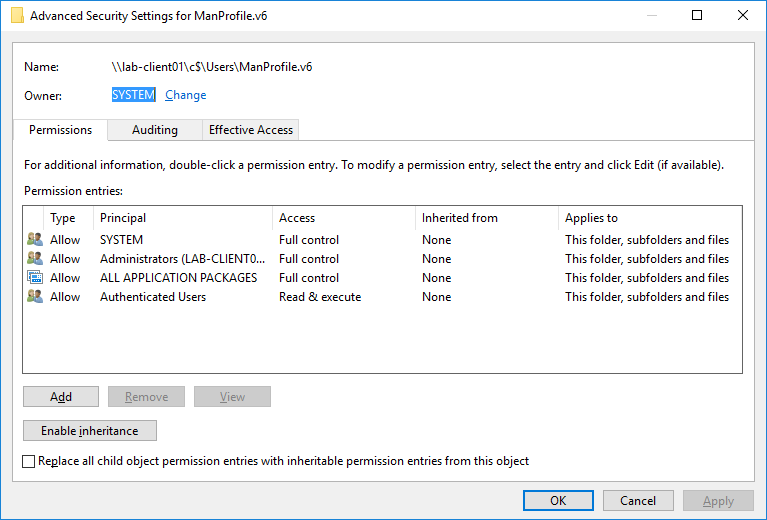 Advanced Security Settings for ManProfile.v6
Name: \\lab-client01\c$\Users\ManProfile.v6
Owner: SYSTEM Change
Permissions Auditing Effective Access
For additional information, double-click a permission entry. To modify a permission entry, select the entry and click Edit (if available).
Permission entries:
Type Principal Access Inherited from Applies to
Allow SYSTEM Full control None This folder, subfolders and files
Allow Administrators (LAB-CLIENT0... Full control None This folder, subfolders and files
Allow ALL APPLICATION PACKAGES Full control None This folder, subfolders and files
Allow Authenticated Users Read & execute None This folder, subfolders and files
Add Remove View
Enable inheritance
Replace all child object permission entries with inheritable permission entries from this object
OK Cancel Apply